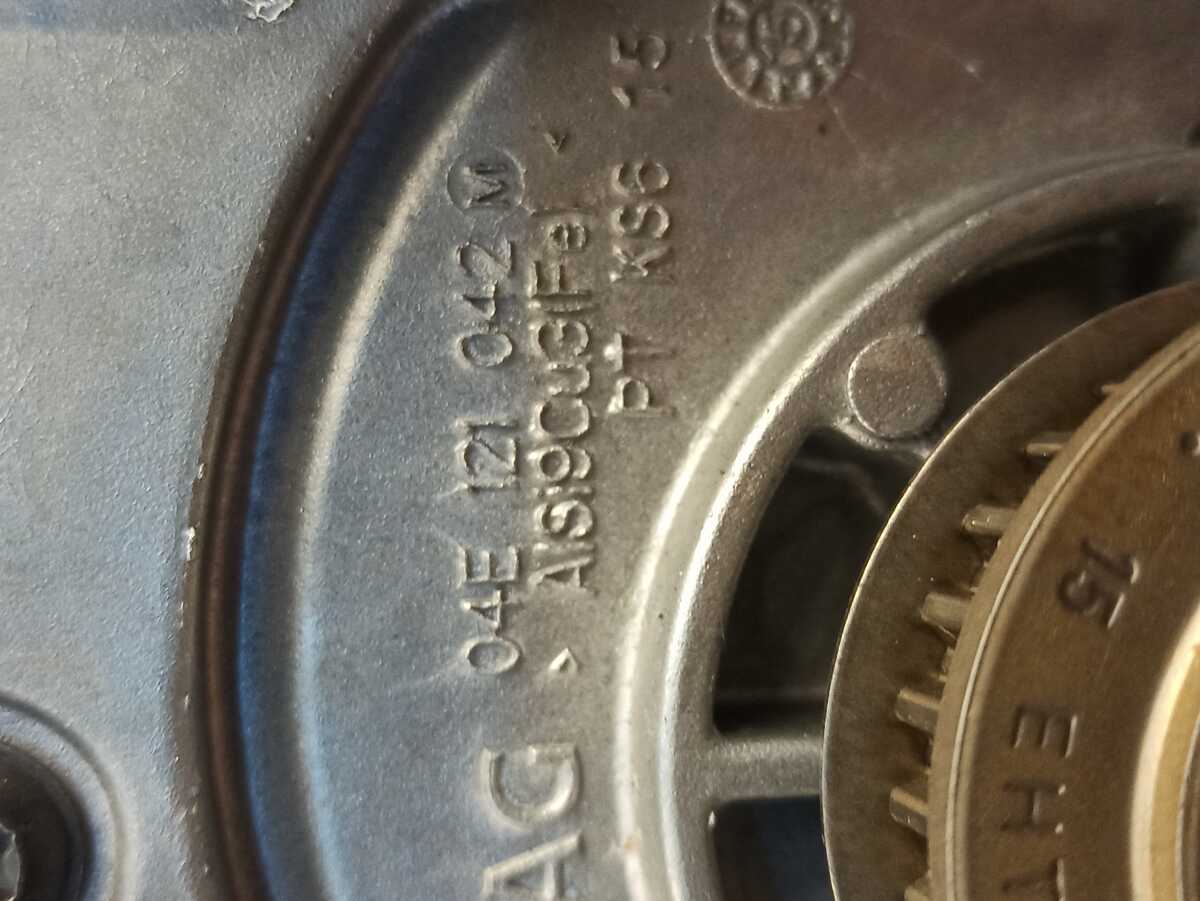 AG 04E 121 042 M
> AlSi9Cu3(Fe) <
PT KS6 15
15